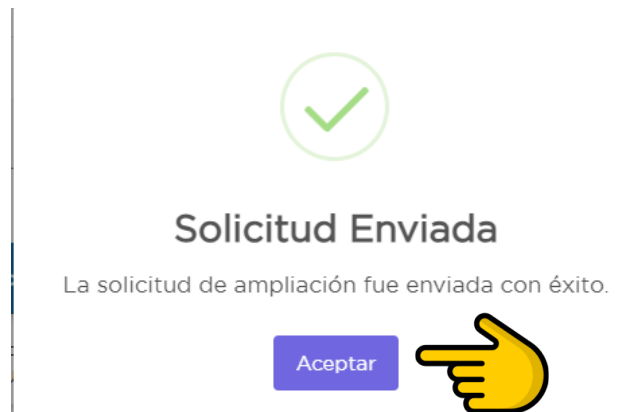 Solicitud Enviada
La solicitud de ampliación fue enviada con éxito.
Aceptar